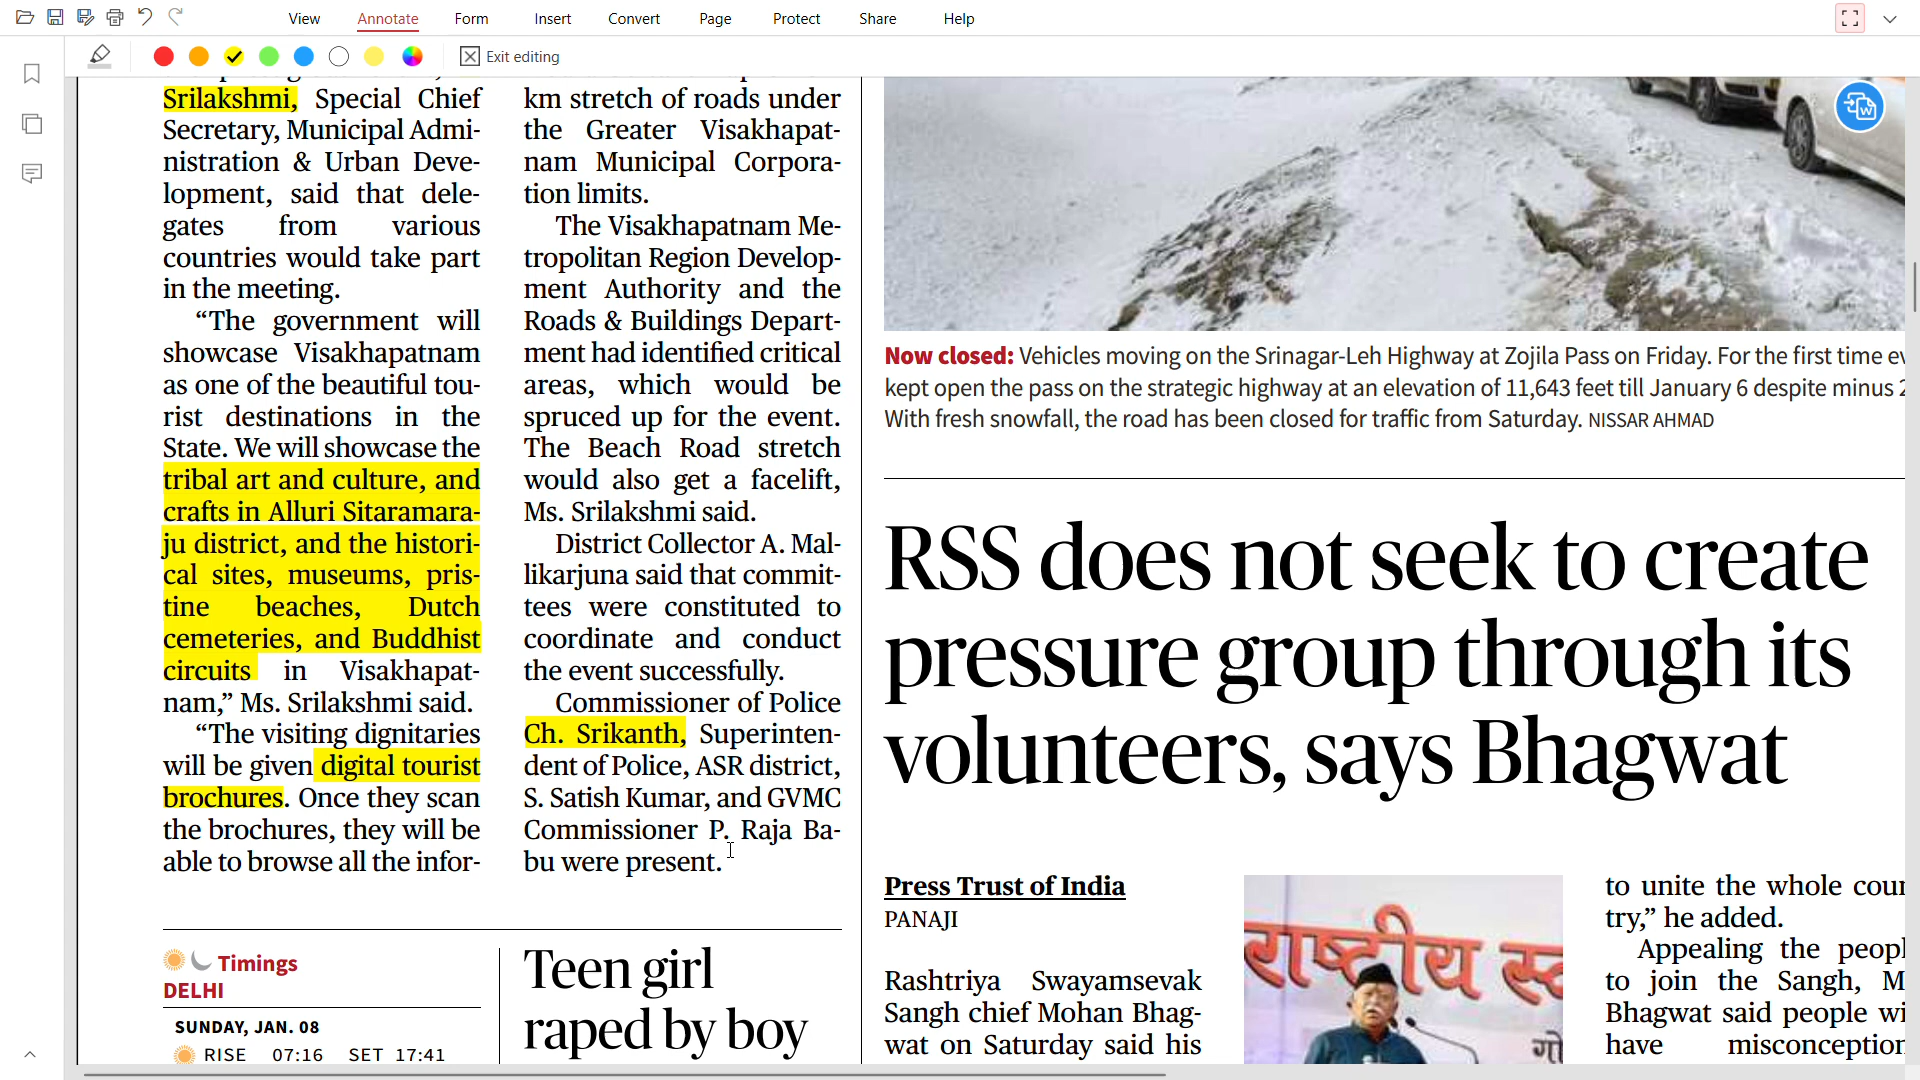 View Annotate Form Insert Convert Page Protect Share Help
Exit editing
Srilakshmi, Special Chief
Secretary, Municipal Admi-
nistration & Urban Deve-
lopment, said that dele-
gates from various
countries would take part
in the meeting.
“The government will
showcase Visakhapatnam
as one of the beautiful tou-
rist destinations in the
State. We will showcase the
tribal art and culture, and
crafts in Alluri Sitaramara-
ju district, and the histori-
cal sites, museums, pris-
tine beaches, Dutch
cemeteries, and Buddhist
circuits in Visakhapat-
nam,” Ms. Srilakshmi said.
“The visiting dignitaries
will be given digital tourist
brochures. Once they scan
the brochures, they will be
able to browse all the infor-
km stretch of roads under
the Greater Visakhapat-
nam Municipal Corpora-
tion limits.
The Visakhapatnam Me-
tropolitan Region Develop-
ment Authority and the
Roads & Buildings Depart-
ment had identified critical
areas, which would be
spruced up for the event.
The Beach Road stretch
would also get a facelift,
Ms. Srilakshmi said.
District Collector A. Mal-
likarjuna said that commit-
tees were constituted to
coordinate and conduct
the event successfully.
Commissioner of Police
Ch. Srikanth, Superinten-
dent of Police, ASR district,
S. Satish Kumar, and GVMC
Commissioner P. Raja Ba-
bu were present.
Timings
DELHI
SUNDAY, JAN. 08
RISE 07:16 SET 17:41
Teen girl
raped by boy
W
Now closed: Vehicles moving on the Srinagar-Leh Highway at Zojila Pass on Friday. For the first time
kept open the pass on the strategic highway at an elevation of 11,643 feet till January 6 despite minus
With fresh snowfall, the road has been closed for traffic from Saturday. NISSAR AHMAD
RSS does not seek to create
pressure group through its
volunteers, says Bhagwat
Press Trust of India
PANAJI
Rashtriya Swayamsevak
Sangh chief Mohan Bhag-
wat on Saturday said his
राष्ट्रीय स्व
गो
to unite the whole
try,” he added.
Appealing the
to join the Sangh,
Bhagwat said people
have